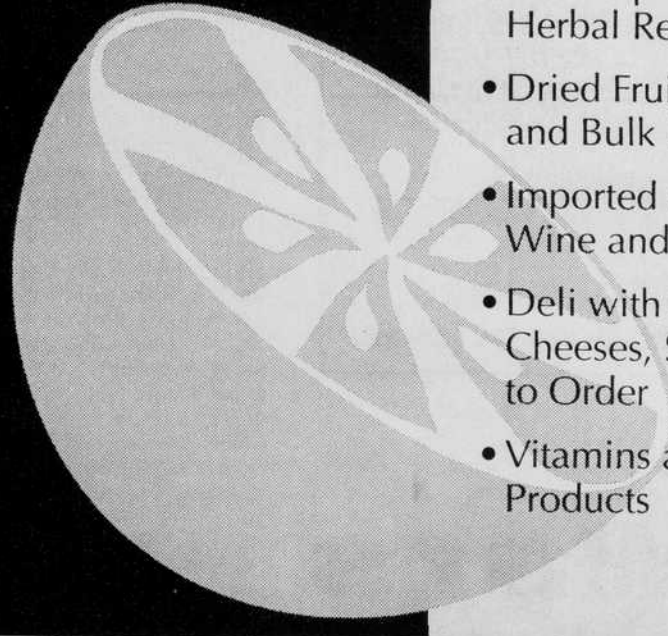 Herbal Re
• Dried Fru
and Bulk
• Imported
Wine and
• Deli with
Cheeses, S
to Order
• Vitamins a
Products